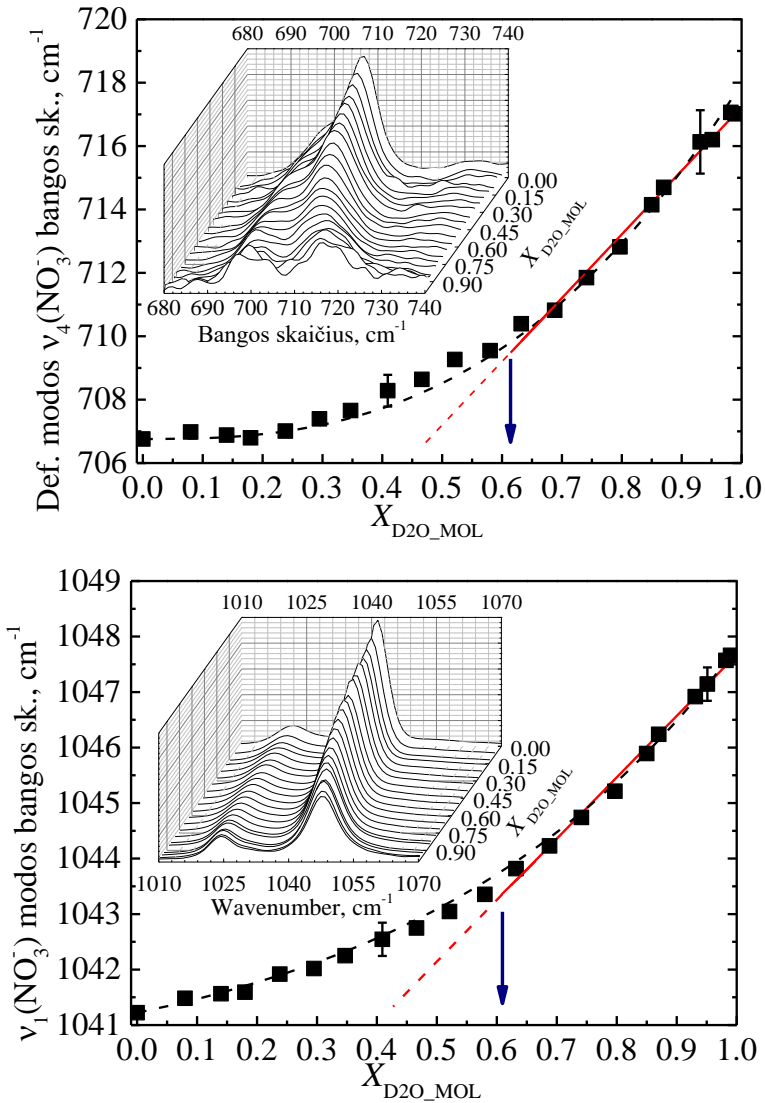 720
718
716
714
712
710
708
706
Def. modos ν₄(NO₃⁻) bangos sk., cm⁻¹
680 690 700 710 720 730 740
0.00
0.15
0.30
0.45
0.60
0.75
0.90
X D2O_MOL
680 690 700 710 720 730 740
Bangos skaičius, cm⁻¹
0.0 0.1 0.2 0.3 0.4 0.5 0.6 0.7 0.8 0.9 1.0
X D2O_MOL
1049
1048
1047
1046
1045
1044
1043
1042
1041
ν₁(NO₃⁻) modos bangos sk., cm⁻¹
1010 1025 1040 1055 1070
0.00
0.15
0.30
0.45
0.60
0.75
0.90
X D2O_MOL
1010 1025 1040 1055 1070
Wavenumber, cm⁻¹
0.0 0.1 0.2 0.3 0.4 0.5 0.6 0.7 0.8 0.9 1.0
X D2O_MOL